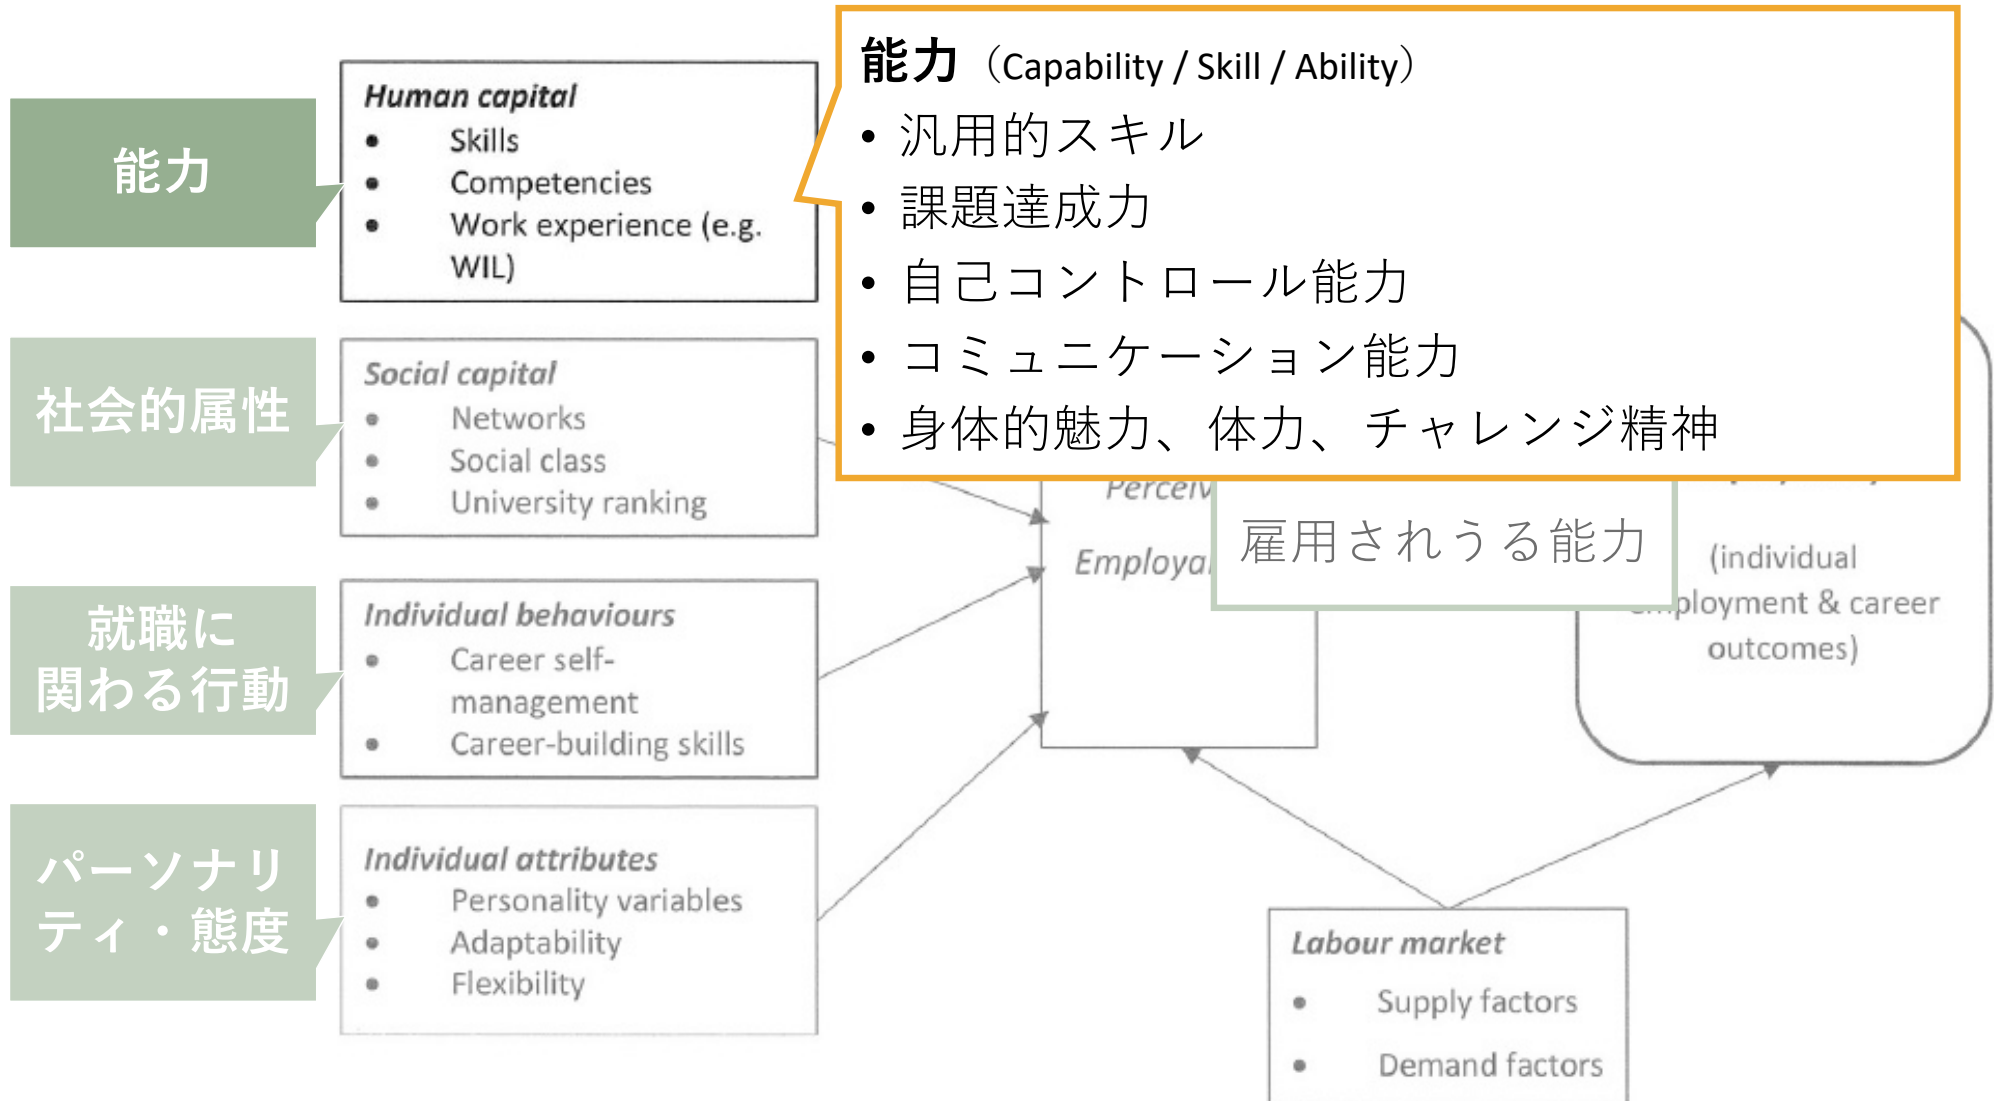 能力（Capability / Skill / Ability）
• 汎用的スキル
• 課題達成力
• 自己コントロール能力
• コミュニケーション能力
• 身体的魅力、体力、チャレンジ精神
能力
Human capital
• Skills
• Competencies
• Work experience (e.g.
WIL)
社会的属性
Social capital
• Networks
• Social class
• University ranking
就職に
関わる行動
Individual behaviours
• Career self-
management
• Career-building skills
パーソナリ
ティ・態度
Individual attributes
• Personality variables
• Adaptability
• Flexibility
雇用されうる能力
(individual
employment & career
outcomes)
Labour market
• Supply factors
• Demand factors